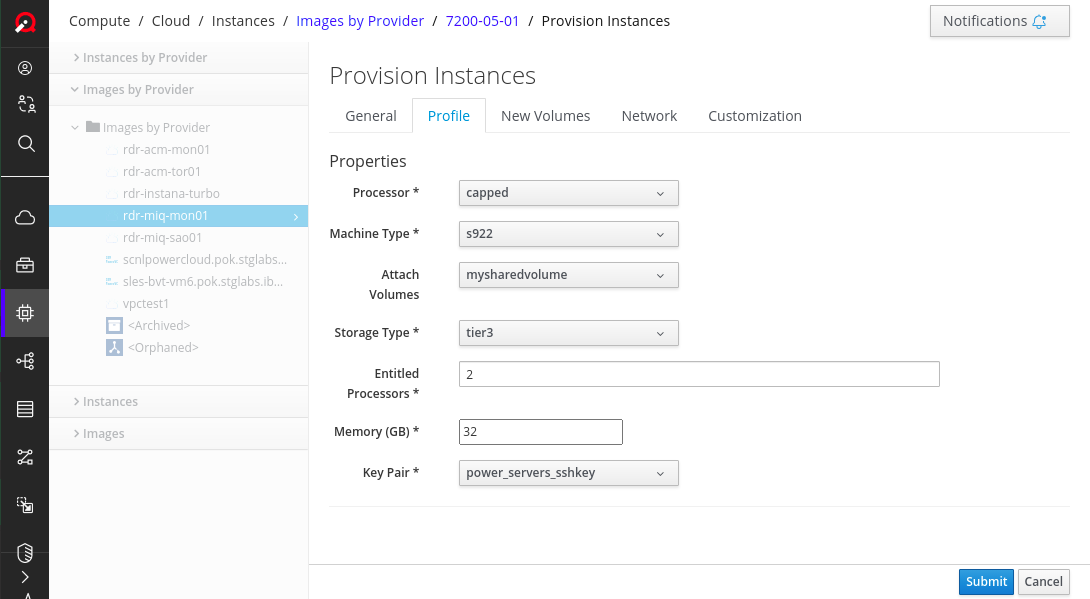 Compute / Cloud / Instances / Images by Provider / 7200-05-01 / Provision Instances
Notifications
Instances by Provider
Images by Provider
Images by Provider
rdr-acm-mon01
rdr-acm-tor01
rdr-instana-turbo
rdr-miq-mon01
rdr-miq-sao01
scnlpowercloud.pok.stglabs...
sles-bvt-vm6.pok.stglabs.ib...
vpctest1
<Archived>
<Orphaned>
Instances
Images
Provision Instances
General Profile New Volumes Network Customization
Properties
Processor * capped
Machine Type * s922
Attach
Volumes
mysharedvolume
Storage Type * tier3
Entitled
Processors *
2
Memory (GB) * 32
Key Pair * power_servers_sshkey
Submit Cancel